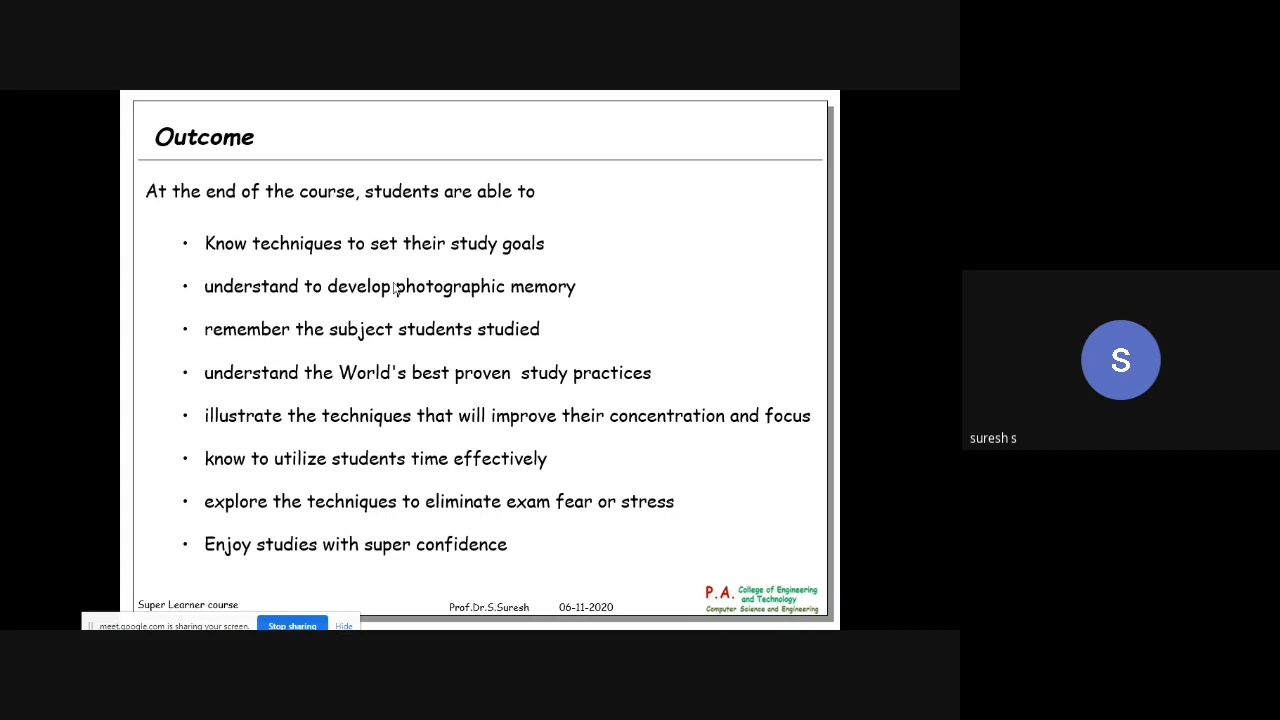 Outcome
At the end of the course, students are able to
• Know techniques to set their study goals
• understand to develop photographic memory
• remember the subject students studied
• understand the World's best proven  study practices
• illustrate the techniques that will improve their concentration and focus
• know to utilize students time effectively
• explore the techniques to eliminate exam fear or stress
• Enjoy studies with super confidence
Super Learner course
Prof.Dr.S.Suresh 06-11-2020
P.A. College of Engineering
and Technology
Computer Science and Engineering
meet.google.com is sharing your screen. Stop sharing Hide
S
suresh s